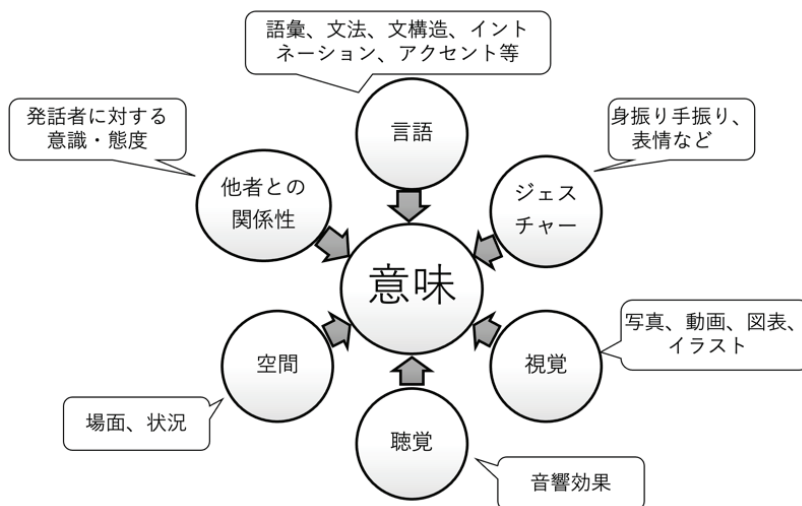 語彙、文法、文構造、イント
ネーション、アクセント等
言語
発話者に対する
意識・態度
他者との
関係性
身振り手振り、
表情など
ジェス
チャー
意味
空間
場面、状況
視覚
写真、動画、図表、
イラスト
聴覚
音響効果